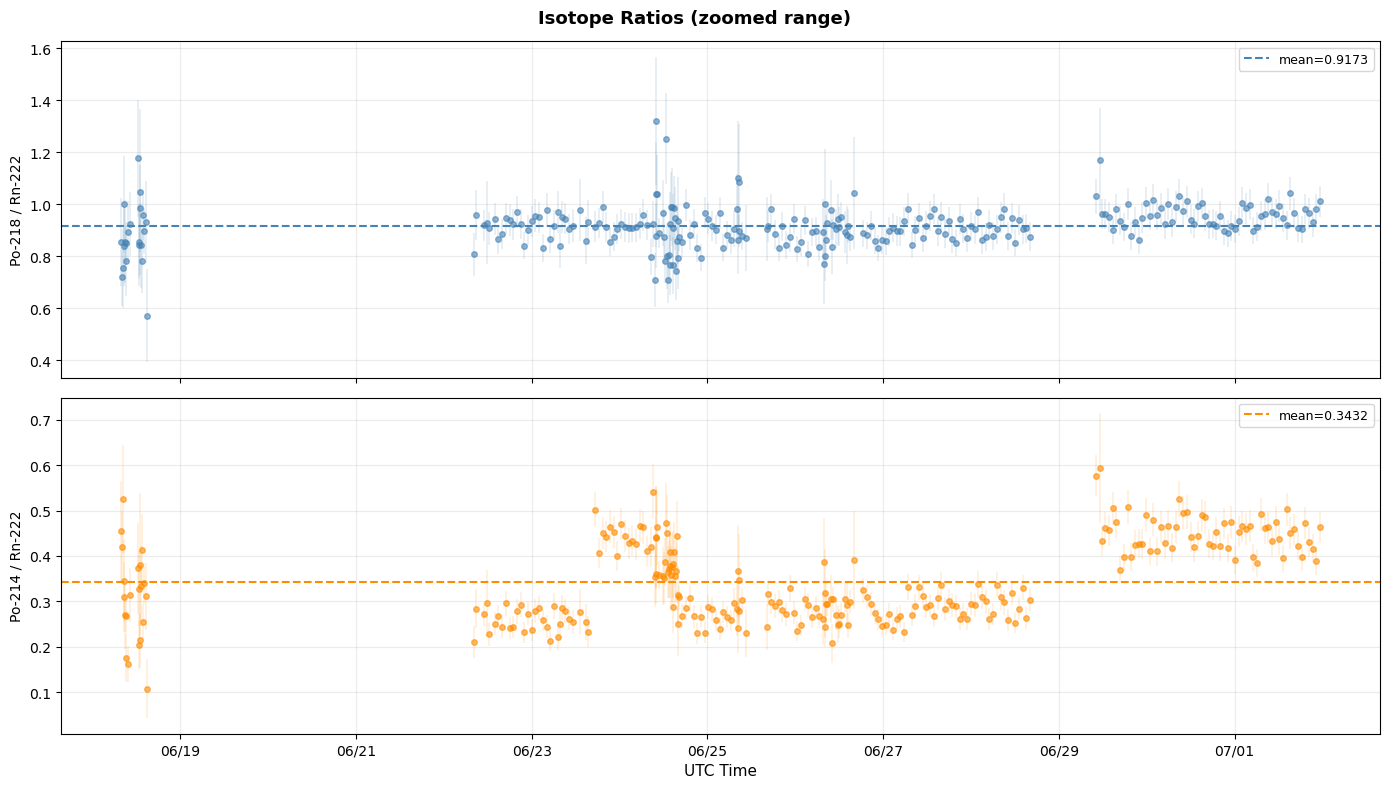 Isotope Ratios (zoomed range)
1.6
1.4
1.2
1.0
0.8
0.6
0.4
Po-218 / Rn-222
mean=0.9173
0.7
0.6
0.5
0.4
0.3
0.2
0.1
Po-214 / Rn-222
mean=0.3432
06/19 06/21 06/23 06/25 06/27 06/29 07/01
UTC Time